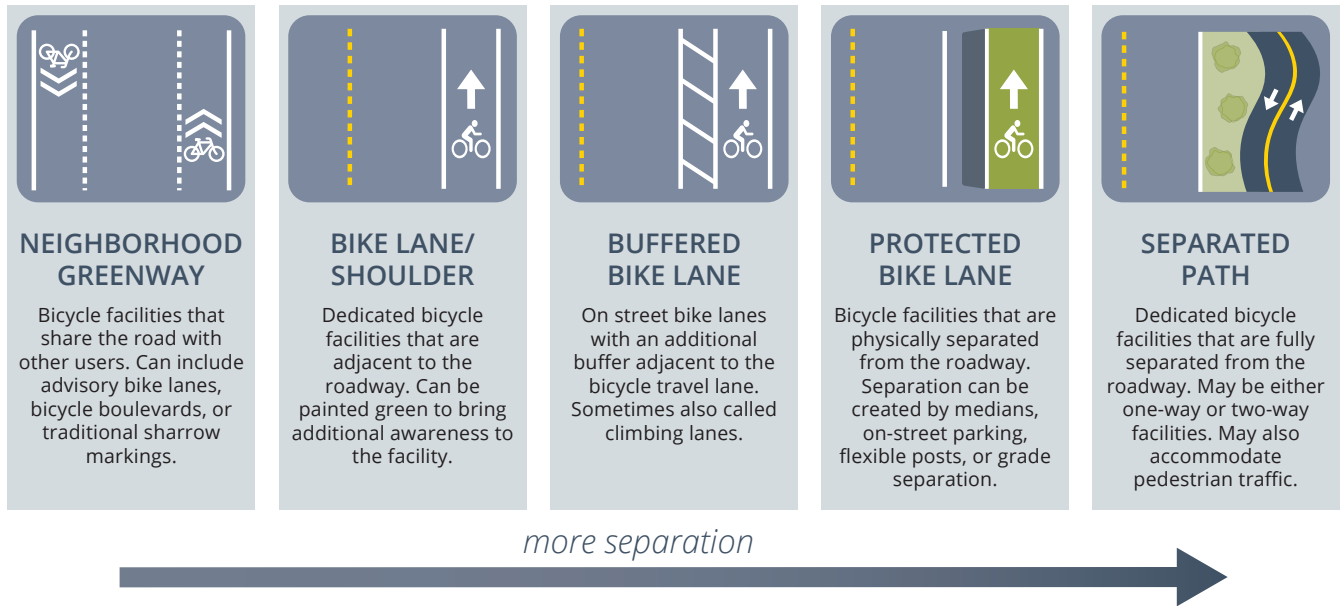 NEIGHBORHOOD
GREENWAY
Bicycle facilities that
share the road with
other users. Can include
advisory bike lanes,
bicycle boulevards, or
traditional sharrow
markings.
BIKE LANE/
SHOULDER
Dedicated bicycle
facilities that are
adjacent to the
roadway. Can be
painted green to bring
additional awareness to
the facility.
BUFFERED
BIKE LANE
On street bike lanes
with an additional
buffer adjacent to the
bicycle travel lane.
Sometimes also called
climbing lanes.
PROTECTED
BIKE LANE
Bicycle facilities that are
physically separated
from the roadway.
Separation can be
created by medians,
on-street parking,
flexible posts, or grade
separation.
SEPARATED
PATH
Dedicated bicycle
facilities that are fully
separated from the
roadway. May be either
one-way or two-way
facilities. May also
accommodate
pedestrian traffic.
more separation